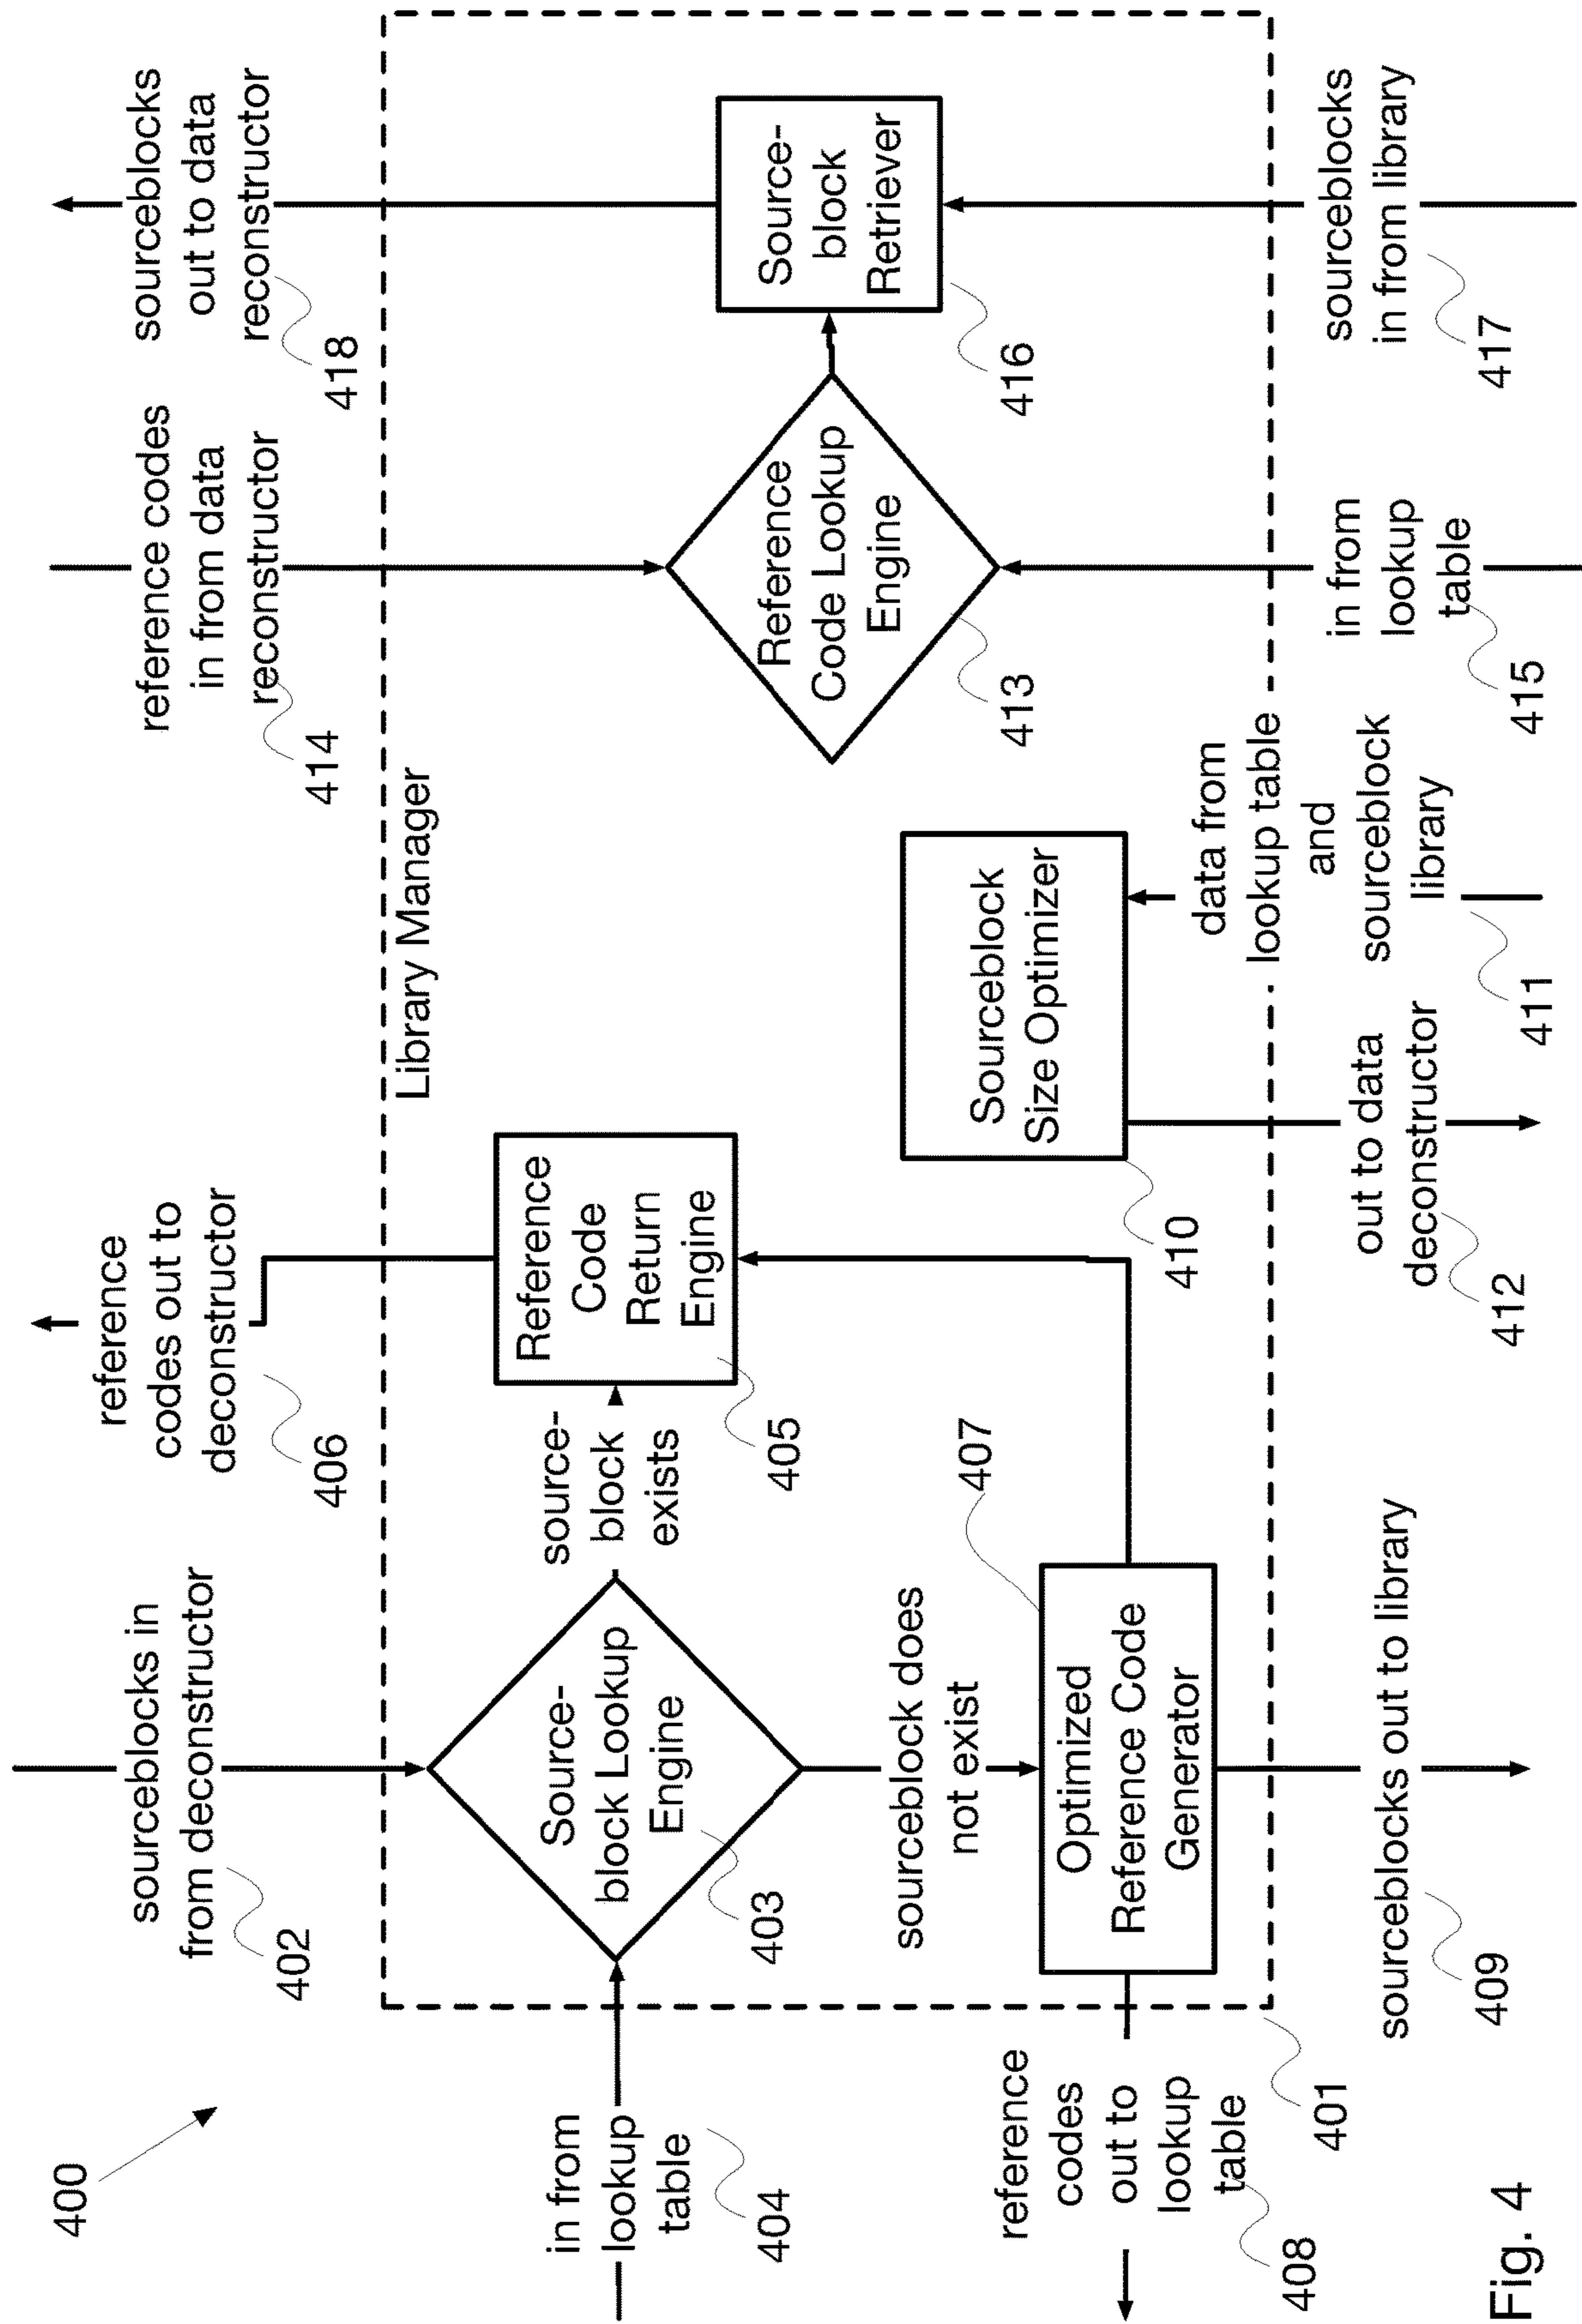 400
sourceblocks in
from deconstructor
402
reference
codes out to
deconstructor
406
reference codes
in from data
reconstructor
414
sourceblocks
out to data
reconstructor
418
Library Manager
in from
lookup
table
404
Source-
block Lookup
Engine
403
source-
block
exists
Reference
Code
Return
Engine
405
Reference
Code Lookup
Engine
413
Source-
block
Retriever
416
sourceblock does
not exist
407
Optimized
Reference Code
Generator
Sourceblock
Size Optimizer
410
reference
codes
out to
lookup
table
408
401
sourceblocks out to library
409
out to data
deconstructor
412
data from
lookup table
and
sourceblock
library
411
in from
lookup
table
415
sourceblocks
in from library
417
Fig. 4